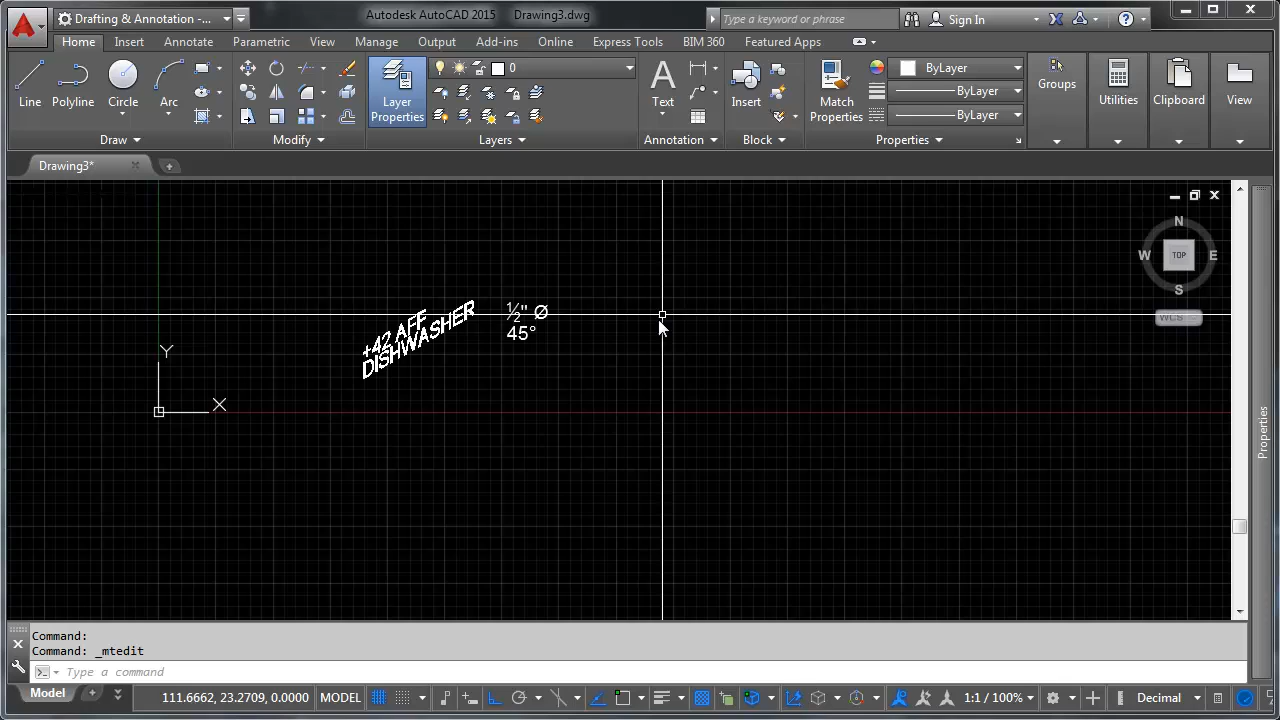 Drafting & Annotation -...
Autodesk AutoCAD 2015 Drawing3.dwg
Type a keyword or phrase
Sign In
Home Insert Annotate Parametric View Manage Output Add-ins Online Express Tools BIM 360 Featured Apps
Line Polyline Circle Arc
Draw
Modify
Layer
Properties
0
Layers
Text
Annotation
Insert
Block
Match
Properties
ByLayer
ByLayer
ByLayer
Properties
Groups
Utilities
Clipboard
View
Drawing3*
N
W TOP E
S
WCS
+42 AFF
DISHWASHER
½" Ø
45°
Y
X
Properties
Command:
Command: _mtedit
Type a command
Model
111.6662, 23.2709, 0.0000 MODEL
1:1 / 100%
Decimal